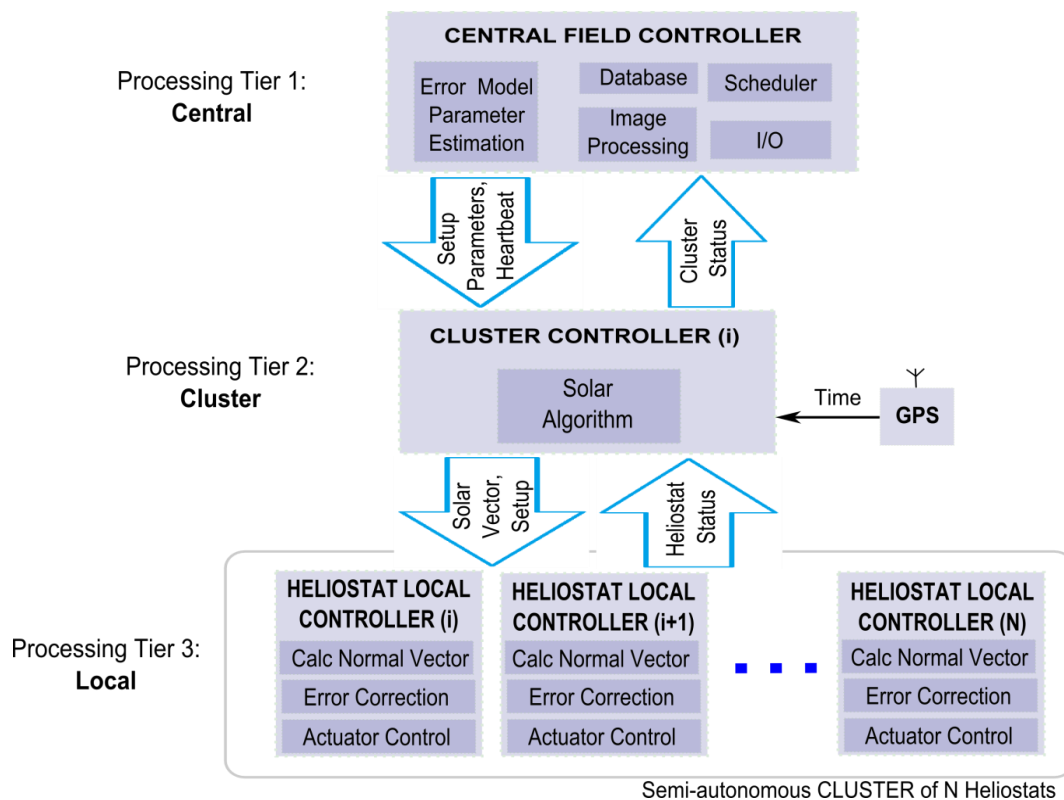 CENTRAL FIELD CONTROLLER
Processing Tier 1:
Central
Error Model
Parameter
Estimation
Database
Scheduler
Image
Processing
I/O
Setup
Parameters,
Heartbeat
Cluster
Status
CLUSTER CONTROLLER (i)
Processing Tier 2:
Cluster
Solar
Algorithm
Time
GPS
Solar
Vector,
Setup
Heliostat
Status
Processing Tier 3:
Local
HELIOSTAT LOCAL
CONTROLLER (i)
Calc Normal Vector
Error Correction
Actuator Control
HELIOSTAT LOCAL
CONTROLLER (i+1)
Calc Normal Vector
Error Correction
Actuator Control
HELIOSTAT LOCAL
CONTROLLER (N)
Calc Normal Vector
Error Correction
Actuator Control
Semi-autonomous CLUSTER of N Heliostats